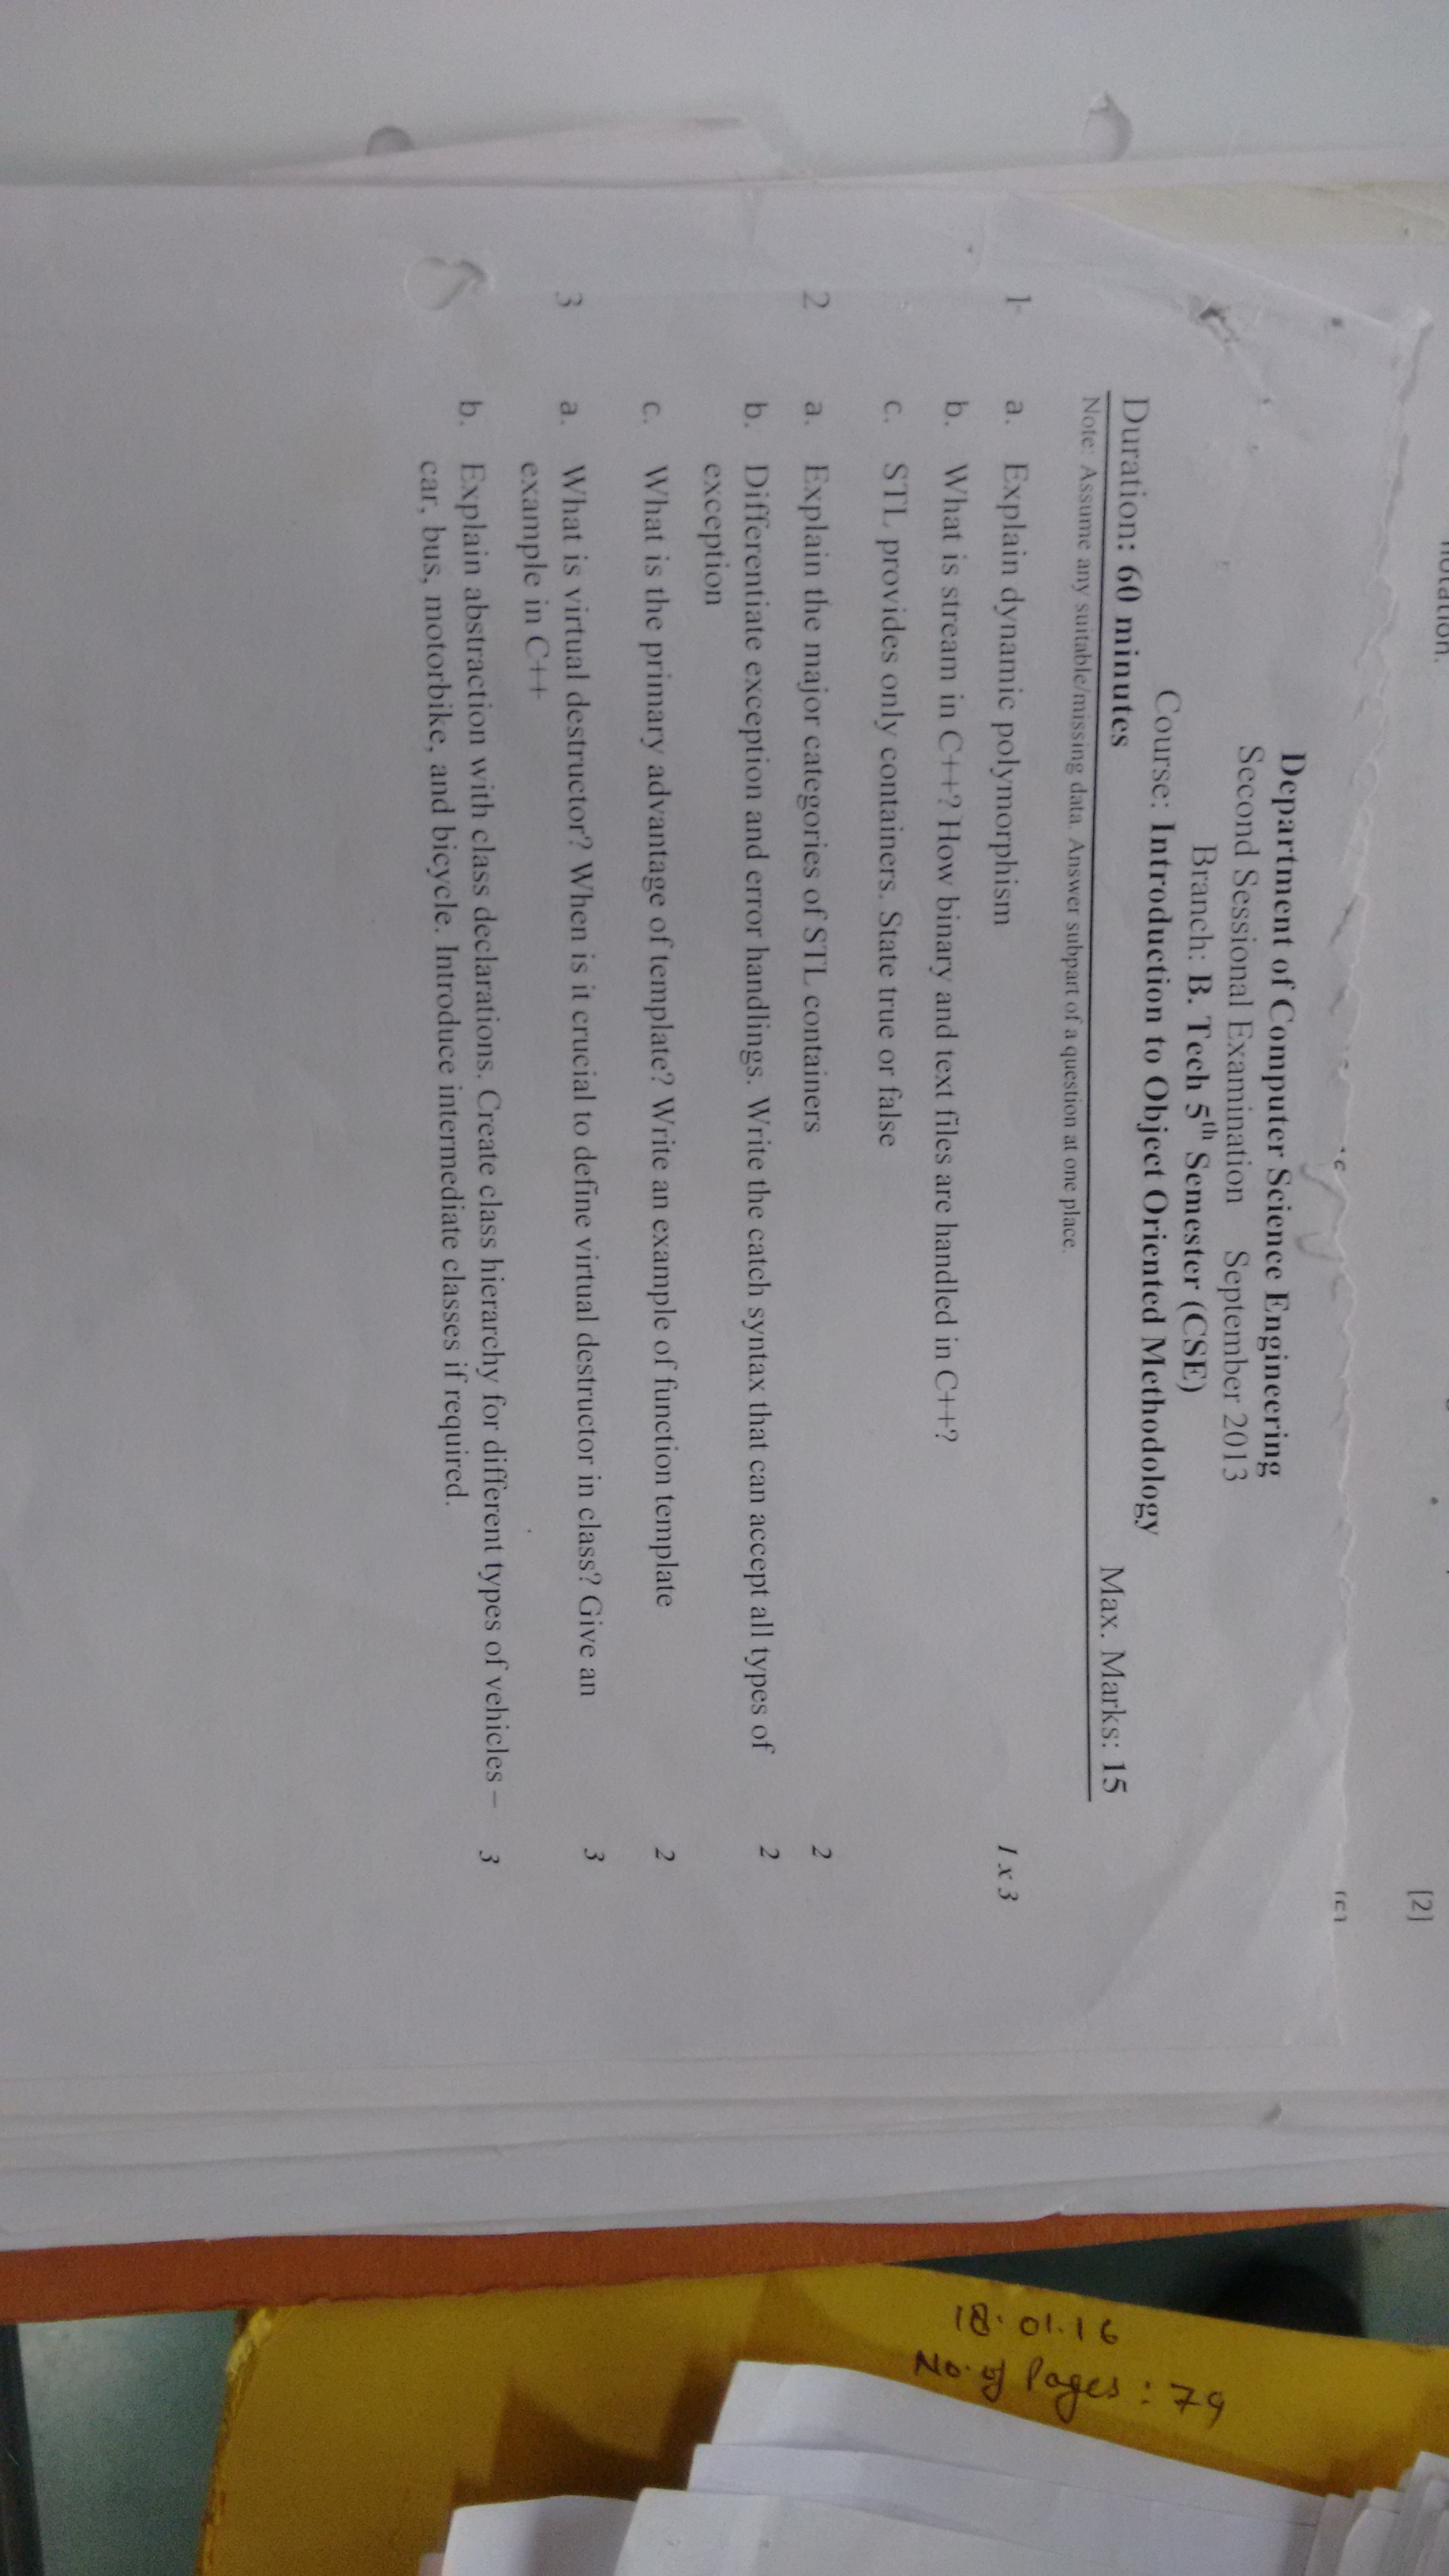 notation.
[2]
Department of Computer Science Engineering
Second Sessional Examination September 2013
Branch: B. Tech 5th Semester (CSE)
Course: Introduction to Object Oriented Methodology
Duration: 60 minutes Max. Marks: 15
Note: Assume any suitable/missing data. Answer subpart of a question at one place.
1 a. Explain dynamic polymorphism 1 x 3
b. What is stream in C++? How binary and text files are handled in C++?
c. STL provides only containers. State true or false
2 a. Explain the major categories of STL containers 2
b. Differentiate exception and error handlings. Write the catch syntax that can accept all types of 2
exception
c. What is the primary advantage of template? Write an example of function template 2
3 a. What is virtual destructor? When is it crucial to define virtual destructor in class? Give an 3
example in C++
b. Explain abstraction with class declarations. Create class hierarchy for different types of vehicles – 3
car, bus, motorbike, and bicycle. Introduce intermediate classes if required.
18.01.16
No. of Pages : 79